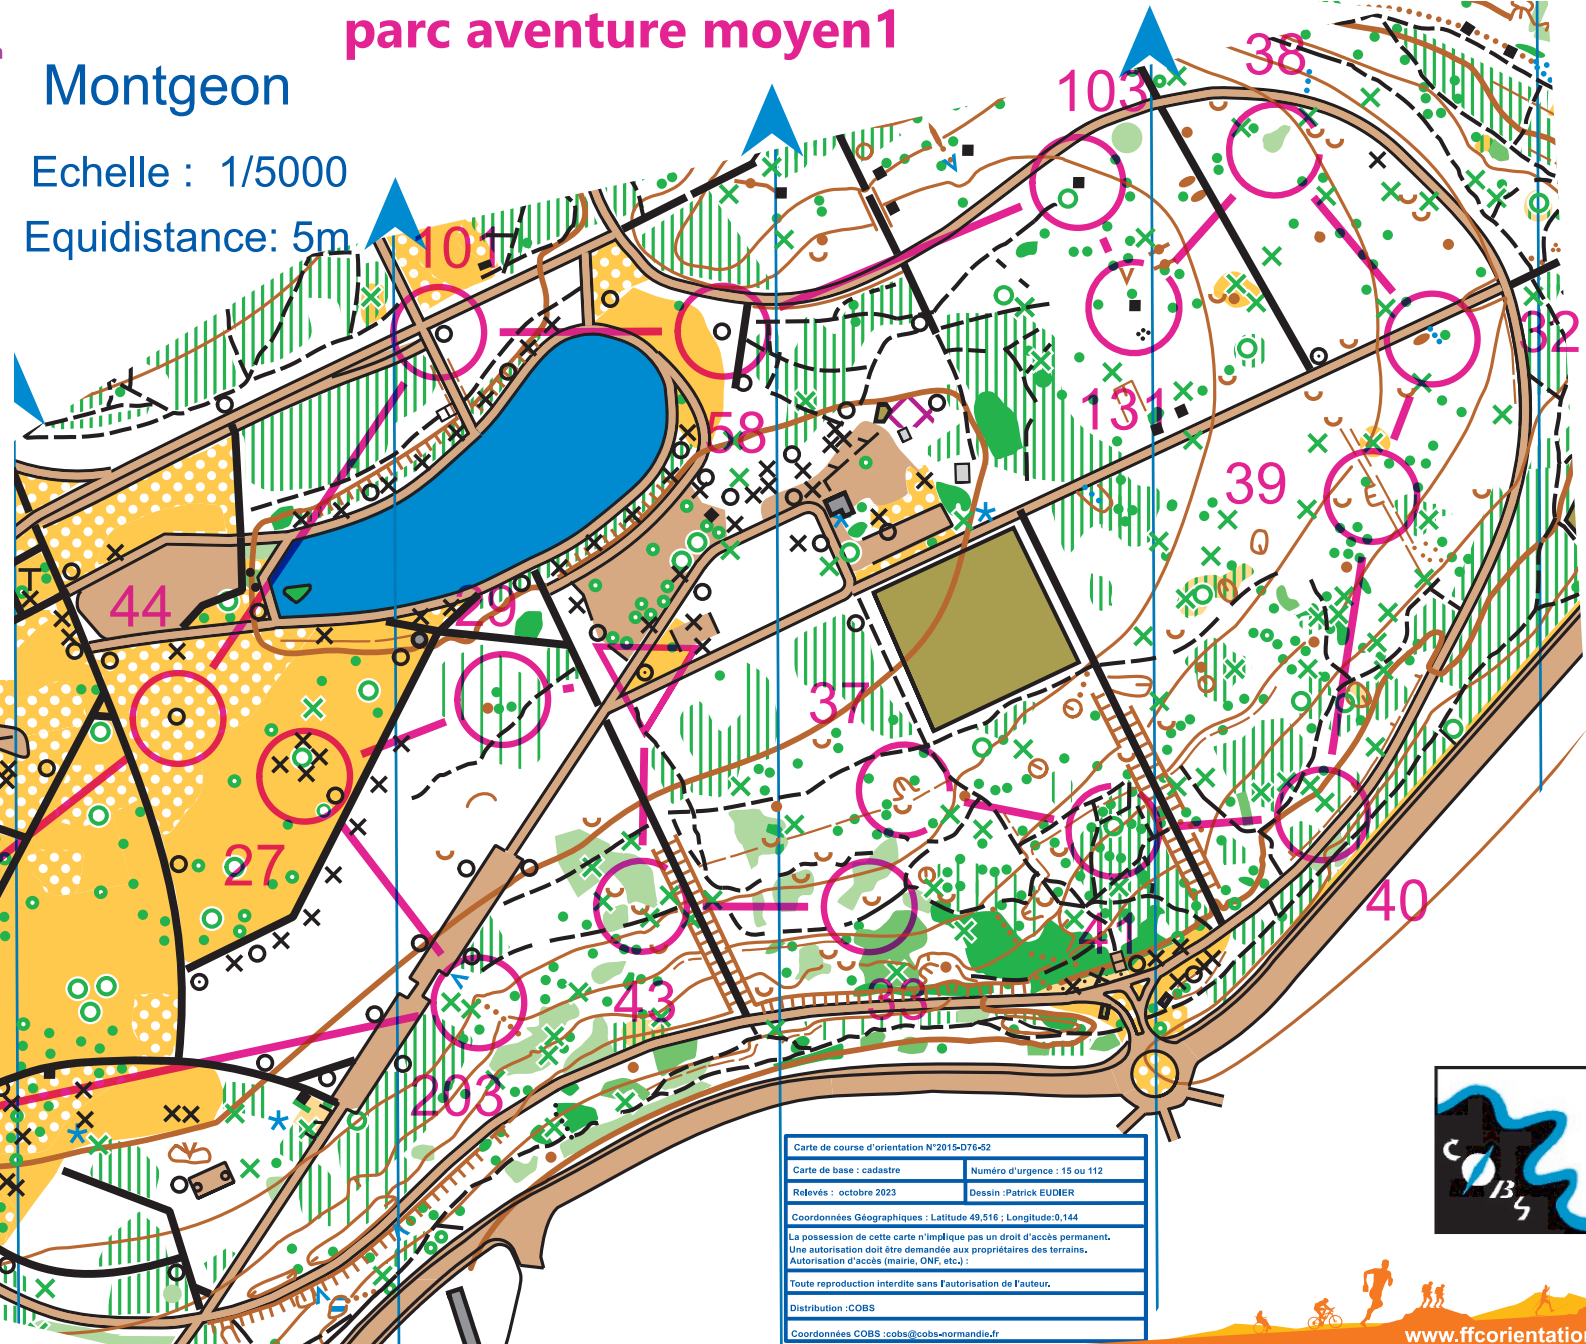 parc aventure moyen1
Montgeon
Echelle : 1/5000
Equidistance: 5m
38
103
101
32
58
131
39
44
29
37
27
40
41
43
33
203
Carte de course d'orientation N°2015-D76-52
Carte de base : cadastre
Numéro d'urgence : 15 ou 112
Relevés : octobre 2023
Dessin :Patrick EUDIER
Coordonnées Géographiques : Latitude 49,516 ; Longitude:0,144
La possession de cette carte n'implique pas un droit d'accès permanent.
Une autorisation doit être demandée aux propriétaires des terrains.
Autorisation d'accès (mairie, ONF, etc.) :
Toute reproduction interdite sans l'autorisation de l'auteur.
Distribution :COBS
Coordonnées COBS :cobs@cobs-normandie.fr
C O B S
www.ffcorientation